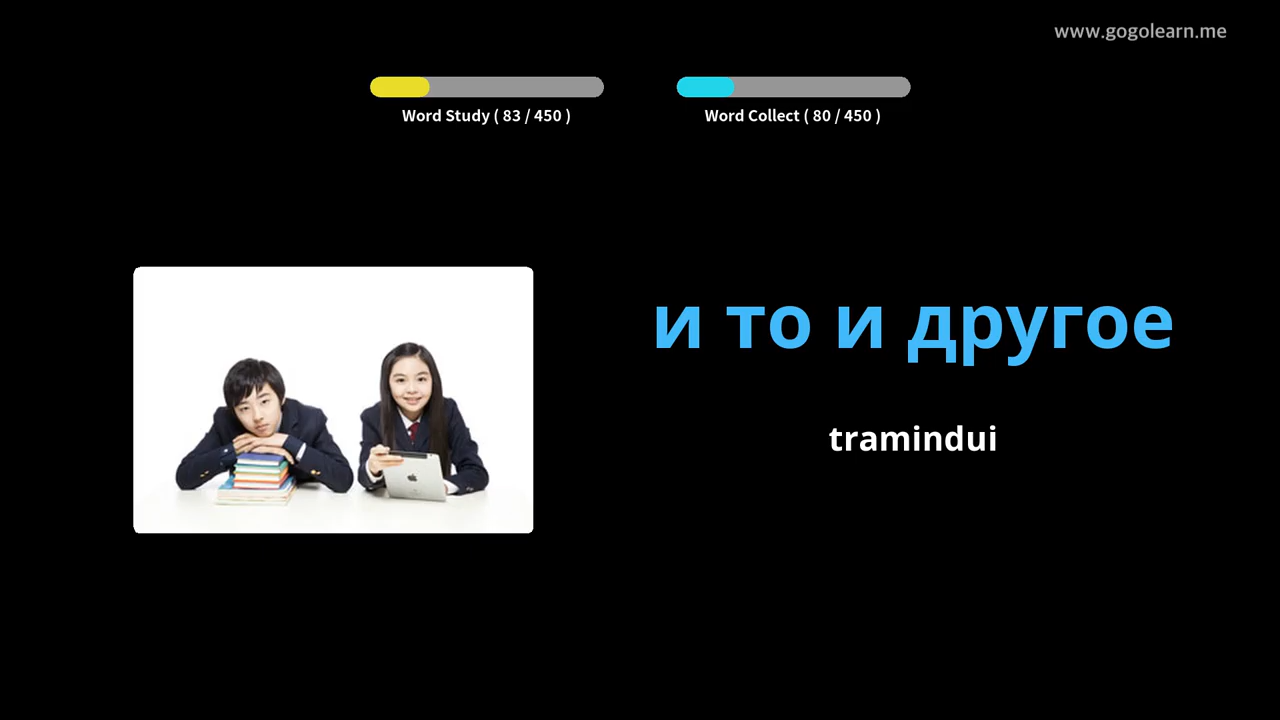 www.gogolearn.me
Word Study ( 83 / 450 )
Word Collect ( 80 / 450 )
и то и другое
tramindui